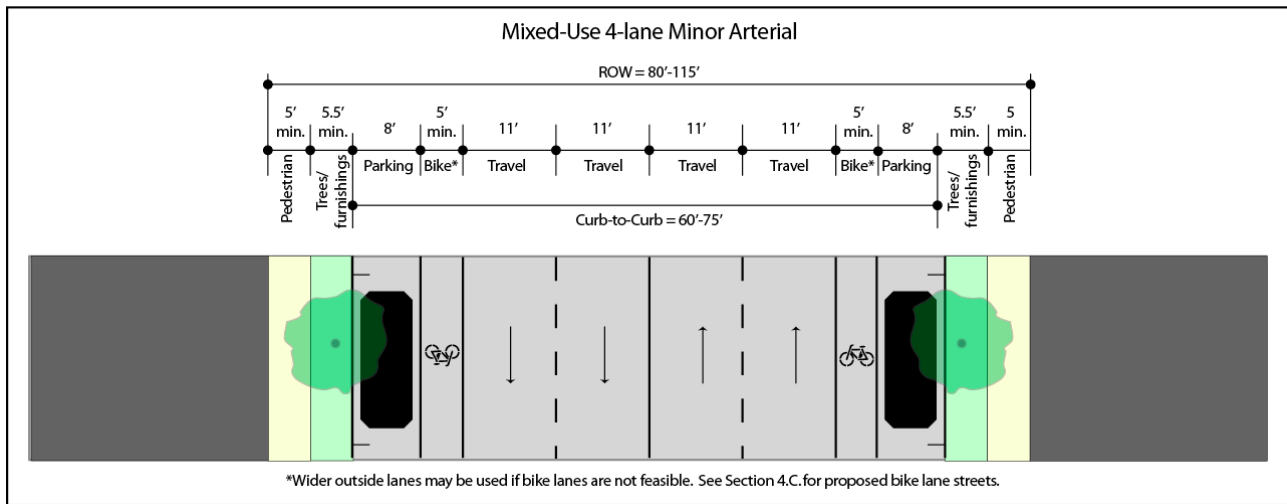 Mixed-Use 4-lane Minor Arterial
ROW = 80'-115'
5' min.
5.5' min.
8'
5' min.
11'
11'
11'
11'
5' min.
8'
5.5' min.
5 min.
Pedestrian
Trees/
furnishings
Parking
Bike*
Travel
Travel
Travel
Travel
Bike*
Parking
Trees/
furnishings
Pedestrian
Curb-to-Curb = 60'-75'
*Wider outside lanes may be used if bike lanes are not feasible. See Section 4.C. for proposed bike lane streets.